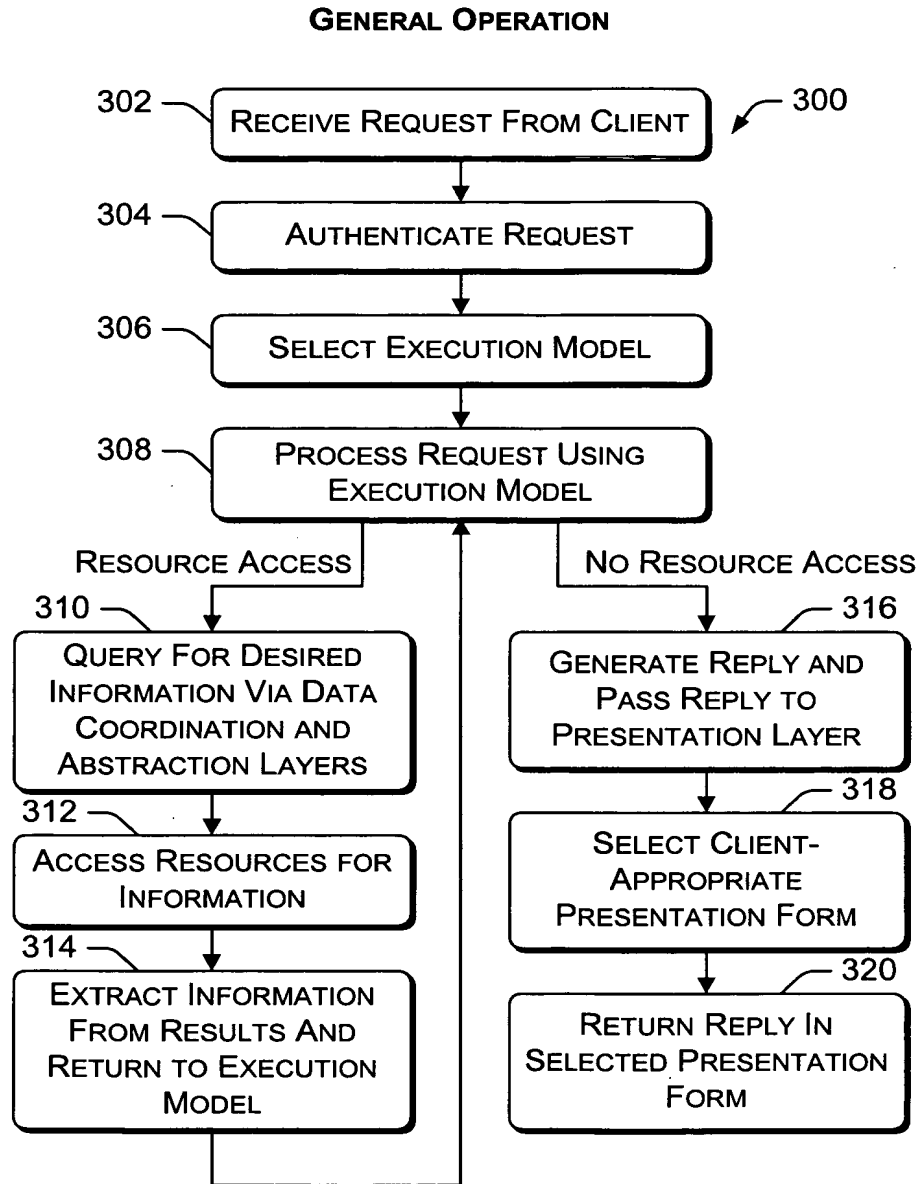 GENERAL OPERATION
302
RECEIVE REQUEST FROM CLIENT
300
304
AUTHENTICATE REQUEST
306
SELECT EXECUTION MODEL
308
PROCESS REQUEST USING
EXECUTION MODEL
RESOURCE ACCESS
NO RESOURCE ACCESS
310
QUERY FOR DESIRED
INFORMATION VIA DATA
COORDINATION AND
ABSTRACTION LAYERS
312
ACCESS RESOURCES FOR
INFORMATION
314
EXTRACT INFORMATION
FROM RESULTS AND
RETURN TO EXECUTION
MODEL
316
GENERATE REPLY AND
PASS REPLY TO
PRESENTATION LAYER
318
SELECT CLIENT-
APPROPRIATE
PRESENTATION FORM
320
RETURN REPLY IN
SELECTED PRESENTATION
FORM